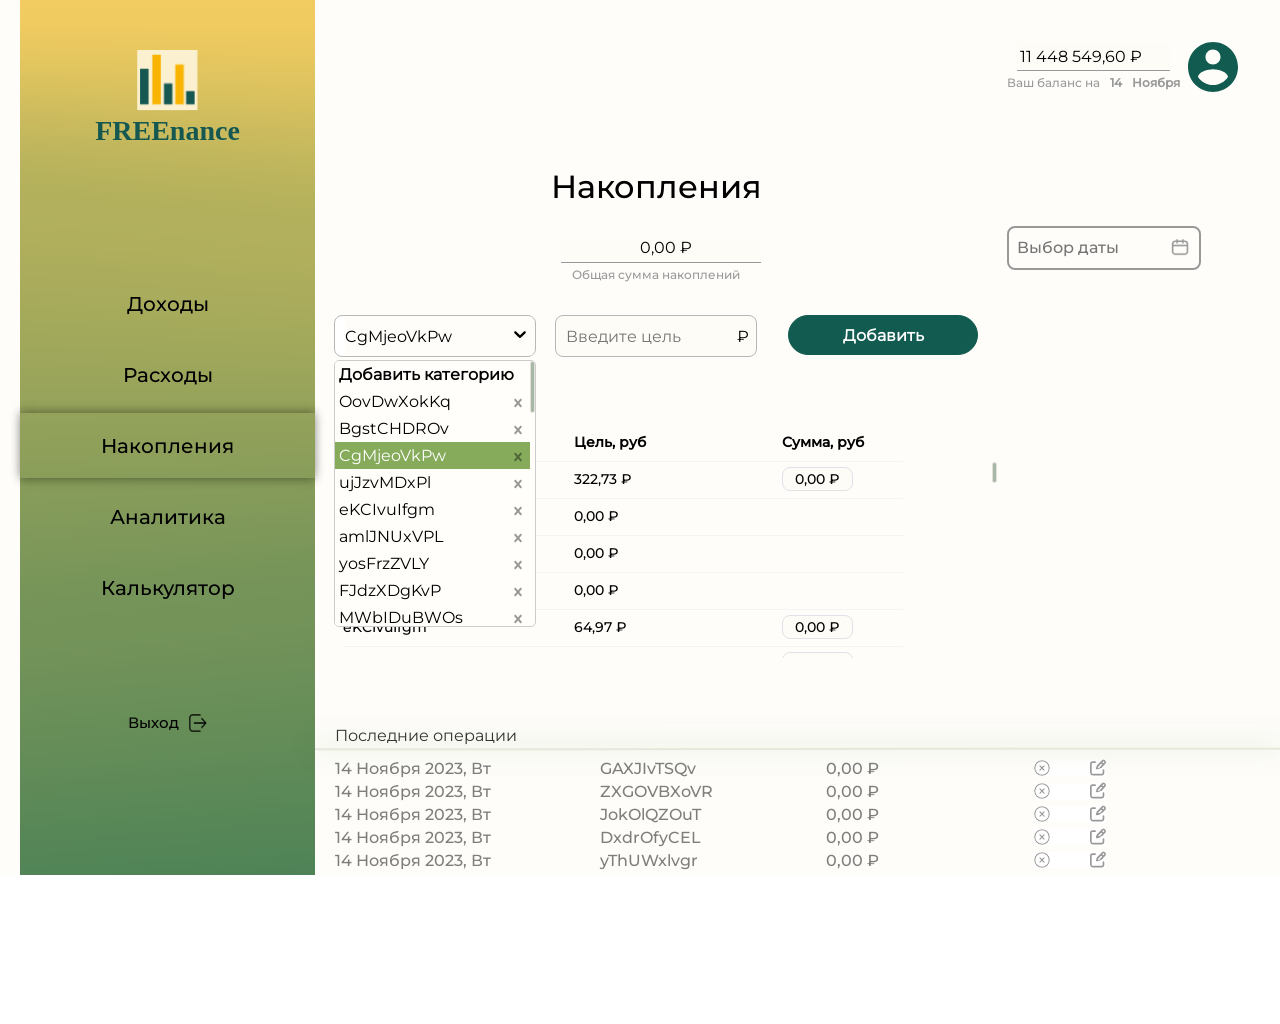 FREEnance
Доходы
Расходы
Накопления
Аналитика
Калькулятор
Выход
11 448 549,60 ₽
Ваш баланс на 14 Ноября
Накопления
0,00 ₽
Общая сумма накоплений
Выбор даты
CgMjeoVkPw
Введите цель ₽
Добавить
Добавить категорию
OovDwXokKq x
BgstCHDROv x
CgMjeoVkPw x
ujJzvMDxPl x
eKCIvuIfgm x
amlJNUxVPL x
yosFrzZVLY x
FJdzXDgKvP x
MWbIDuBWOs x
Цель, руб Сумма, руб
322,73 ₽ 0,00 ₽
0,00 ₽
0,00 ₽
0,00 ₽
eKCIvuIfgm 64,97 ₽ 0,00 ₽
Последние операции
14 Ноября 2023, Вт GAXJIvTSQv 0,00 ₽
14 Ноября 2023, Вт ZXGOVBXoVR 0,00 ₽
14 Ноября 2023, Вт JokOlQZOuT 0,00 ₽
14 Ноября 2023, Вт DxdrOfyCEL 0,00 ₽
14 Ноября 2023, Вт yThUWxlvgr 0,00 ₽